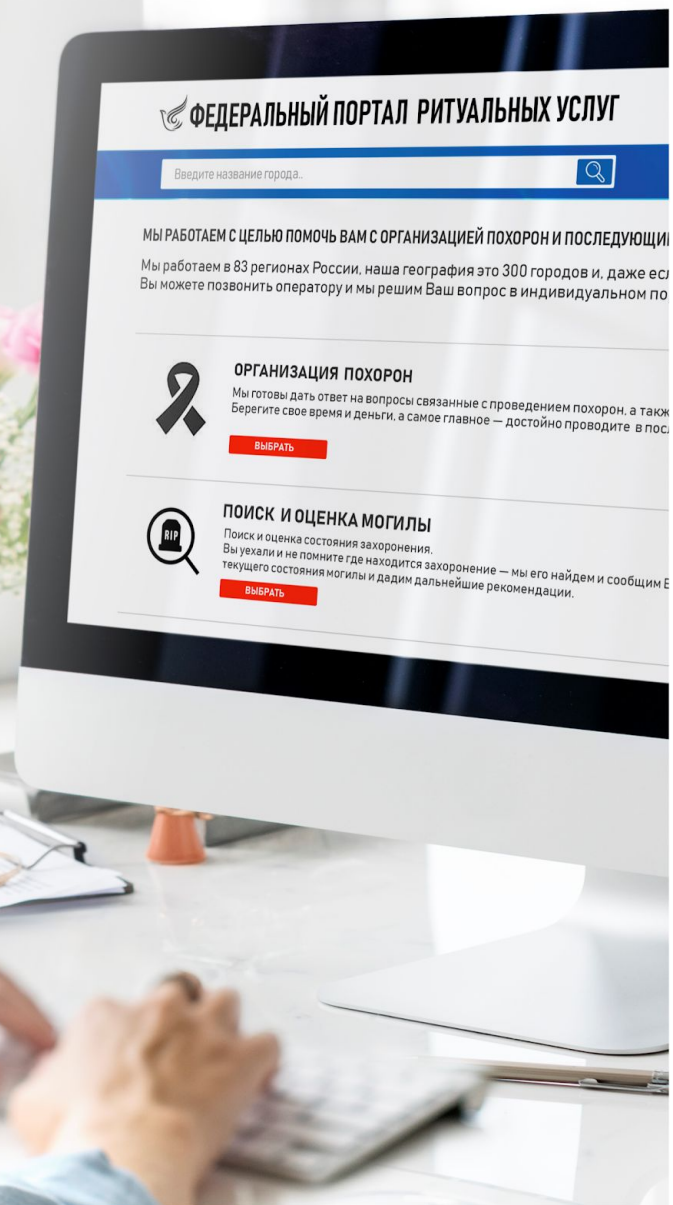 ФЕДЕРАЛЬНЫЙ ПОРТАЛ РИТУАЛЬНЫХ УСЛУГ
Введите название города..
МЫ РАБОТАЕМ С ЦЕЛЬЮ ПОМОЧЬ ВАМ С ОРГАНИЗАЦИЕЙ ПОХОРОН И ПОСЛЕДУЮЩИ
Мы работаем в 83 регионах России, наша география это 300 городов и, даже ес
Вы можете позвонить оператору и мы решим Ваш вопрос в индивидуальном по
ОРГАНИЗАЦИЯ ПОХОРОН
Мы готовы дать ответ на вопросы связанные с проведением похорон, а такж
Берегите свое время и деньги, а самое главное — достойно проводите в пос
ВЫБРАТЬ
RIP
ПОИСК И ОЦЕНКА МОГИЛЫ
Поиск и оценка состояния захоронения.
Вы уехали и не помните где находится захоронение — мы его найдем и сообщим В
текущего состояния могилы и дадим дальнейшие рекомендации.
ВЫБРАТЬ